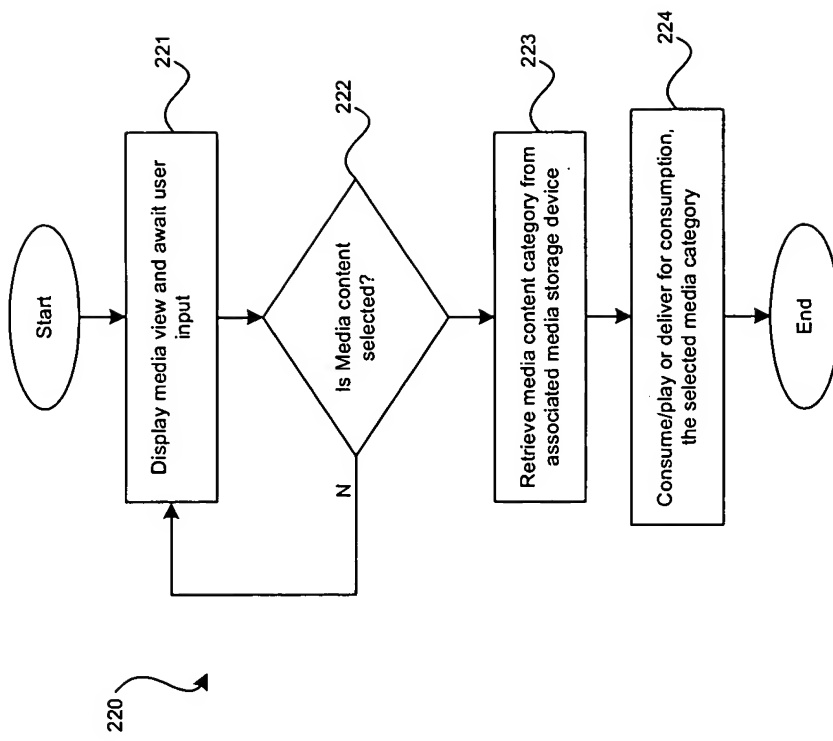 220
Start
221
Display media view and await user
input
222
Is Media content
selected?
N
223
Retrieve media content category from
associated media storage device
224
Consume/play or deliver for consumption,
the selected media category
End